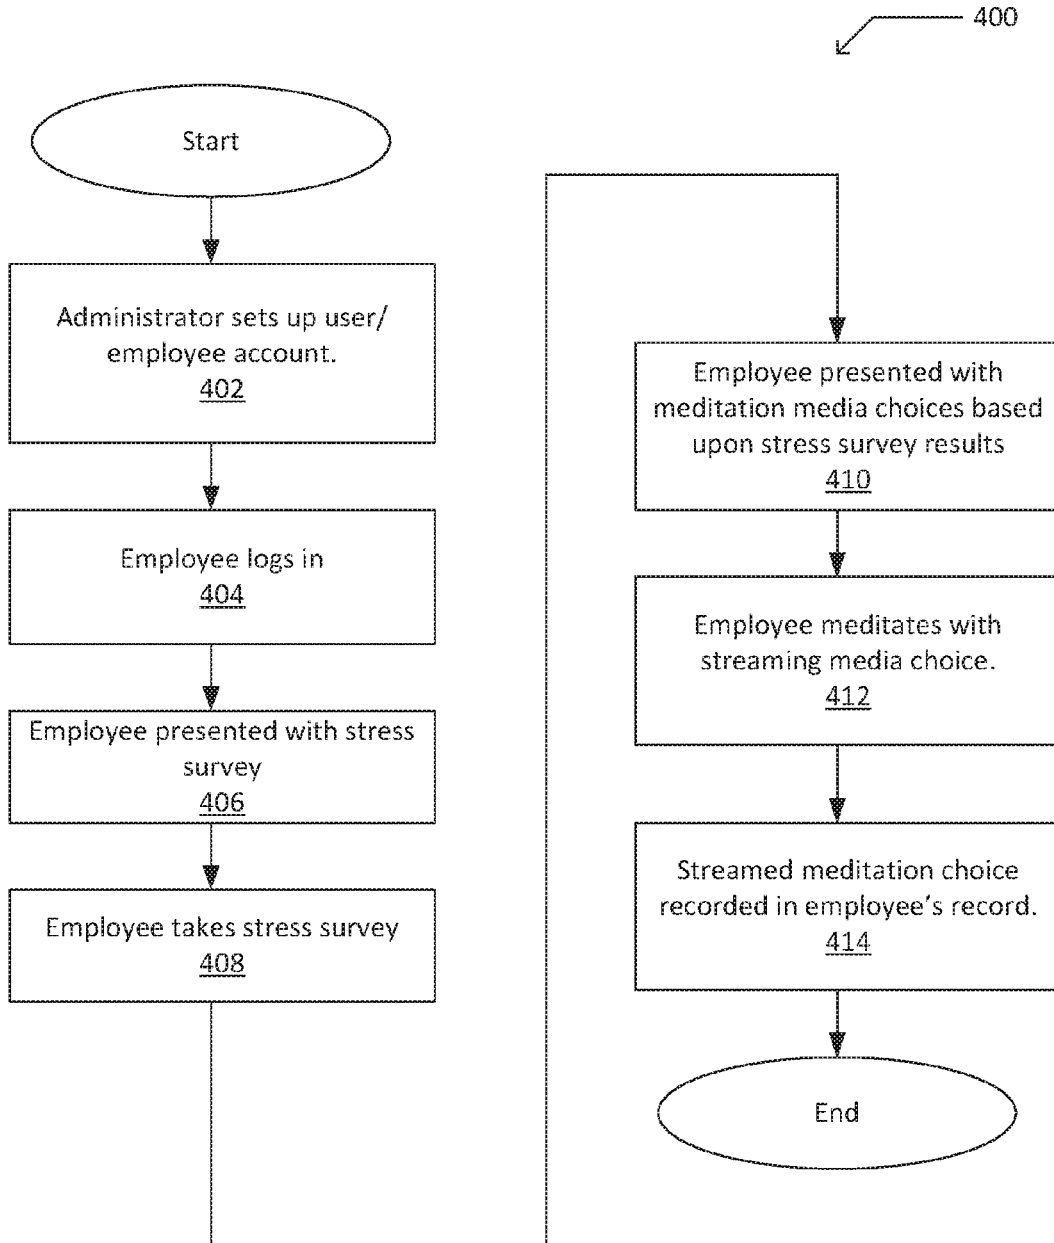 400
Start
Administrator sets up user/
employee account.
402
Employee logs in
404
Employee presented with stress
survey
406
Employee takes stress survey
408
Employee presented with
meditation media choices based
upon stress survey results
410
Employee meditates with
streaming media choice.
412
Streamed meditation choice
recorded in employee's record.
414
End